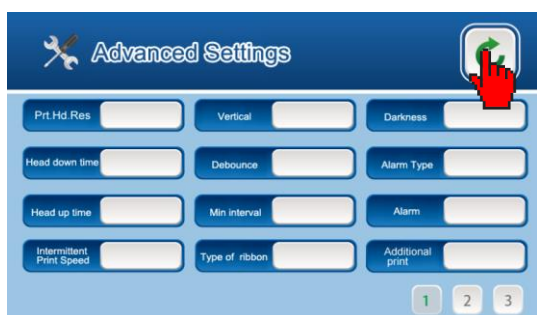 Advanced Settings
Prt.Hd.Res
Vertical
Darkness
Head down time
Debounce
Alarm Type
Head up time
Min interval
Alarm
Intermittent
Print Speed
Type of ribbon
Additional
print
1 2 3